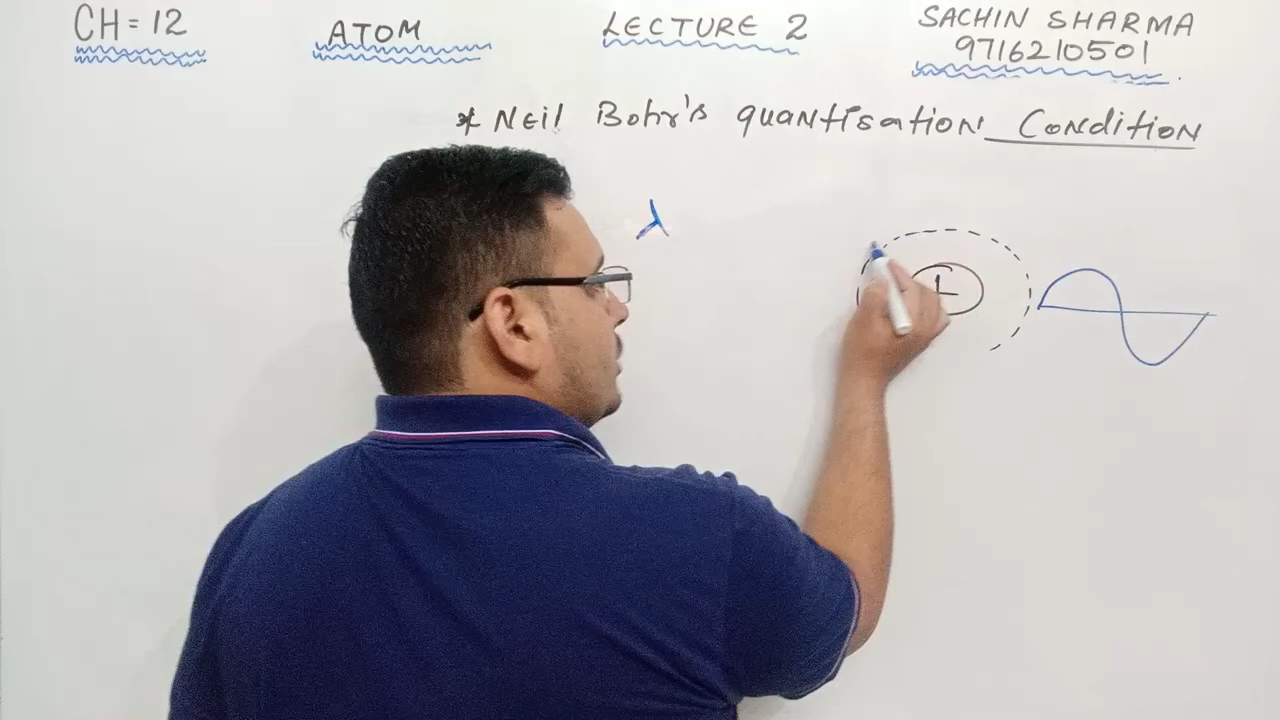 CH = 12
ATOM
LECTURE 2
SACHIN SHARMA
9716210501
* NEil Bohr's quantisation Condition
λ
+